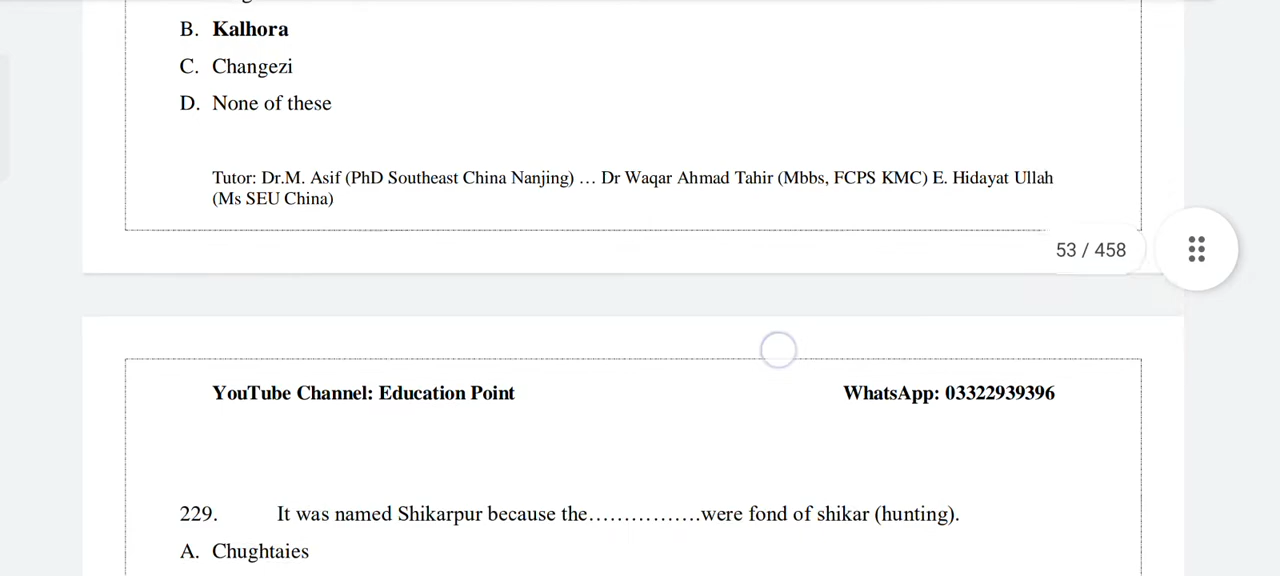 B. Kalhora
C. Changezi
D. None of these
Tutor: Dr.M. Asif (PhD Southeast China Nanjing) … Dr Waqar Ahmad Tahir (Mbbs, FCPS KMC) E. Hidayat Ullah
(Ms SEU China)
53 / 458
YouTube Channel: Education Point WhatsApp: 03322939396
229. It was named Shikarpur because the……………..were fond of shikar (hunting).
A. Chughtaies